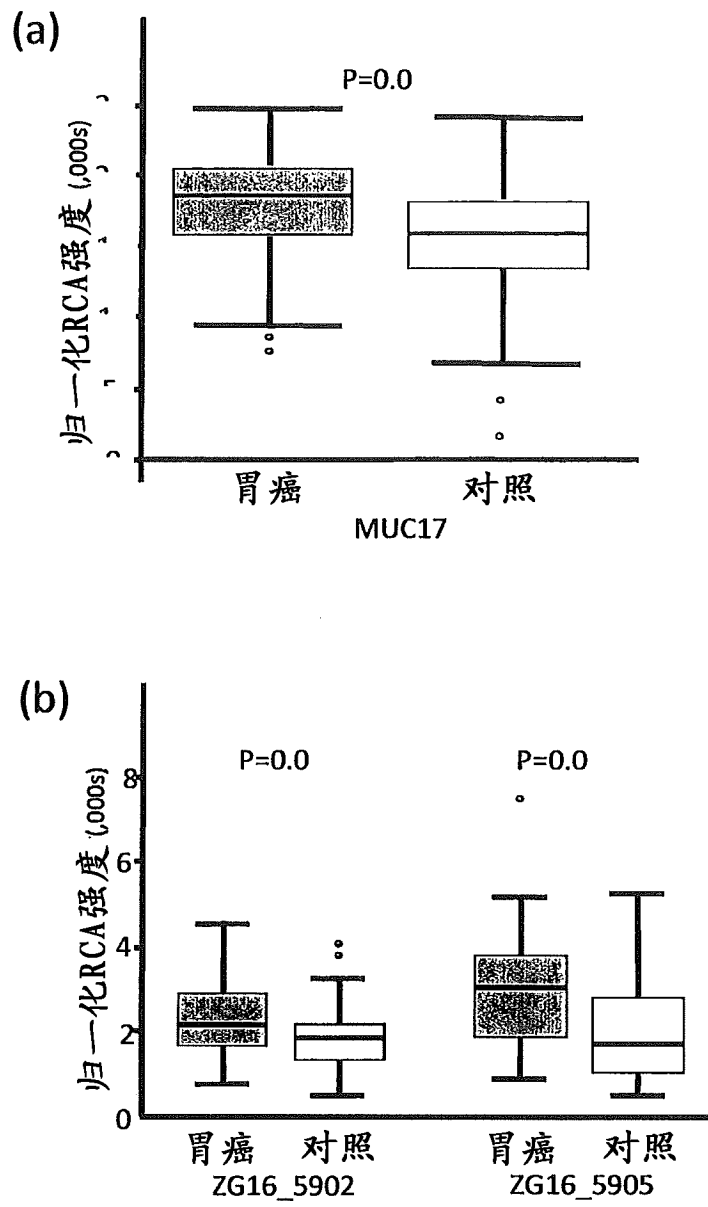 (a)
P=0.0
归一化RCA强度(,000s)
胃癌
对照
MUC17
(b)
P=0.0
P=0.0
归一化RCA强度(,000s)
8
6
4
2
0
胃癌
对照
胃癌
对照
ZG16_5902
ZG16_5905